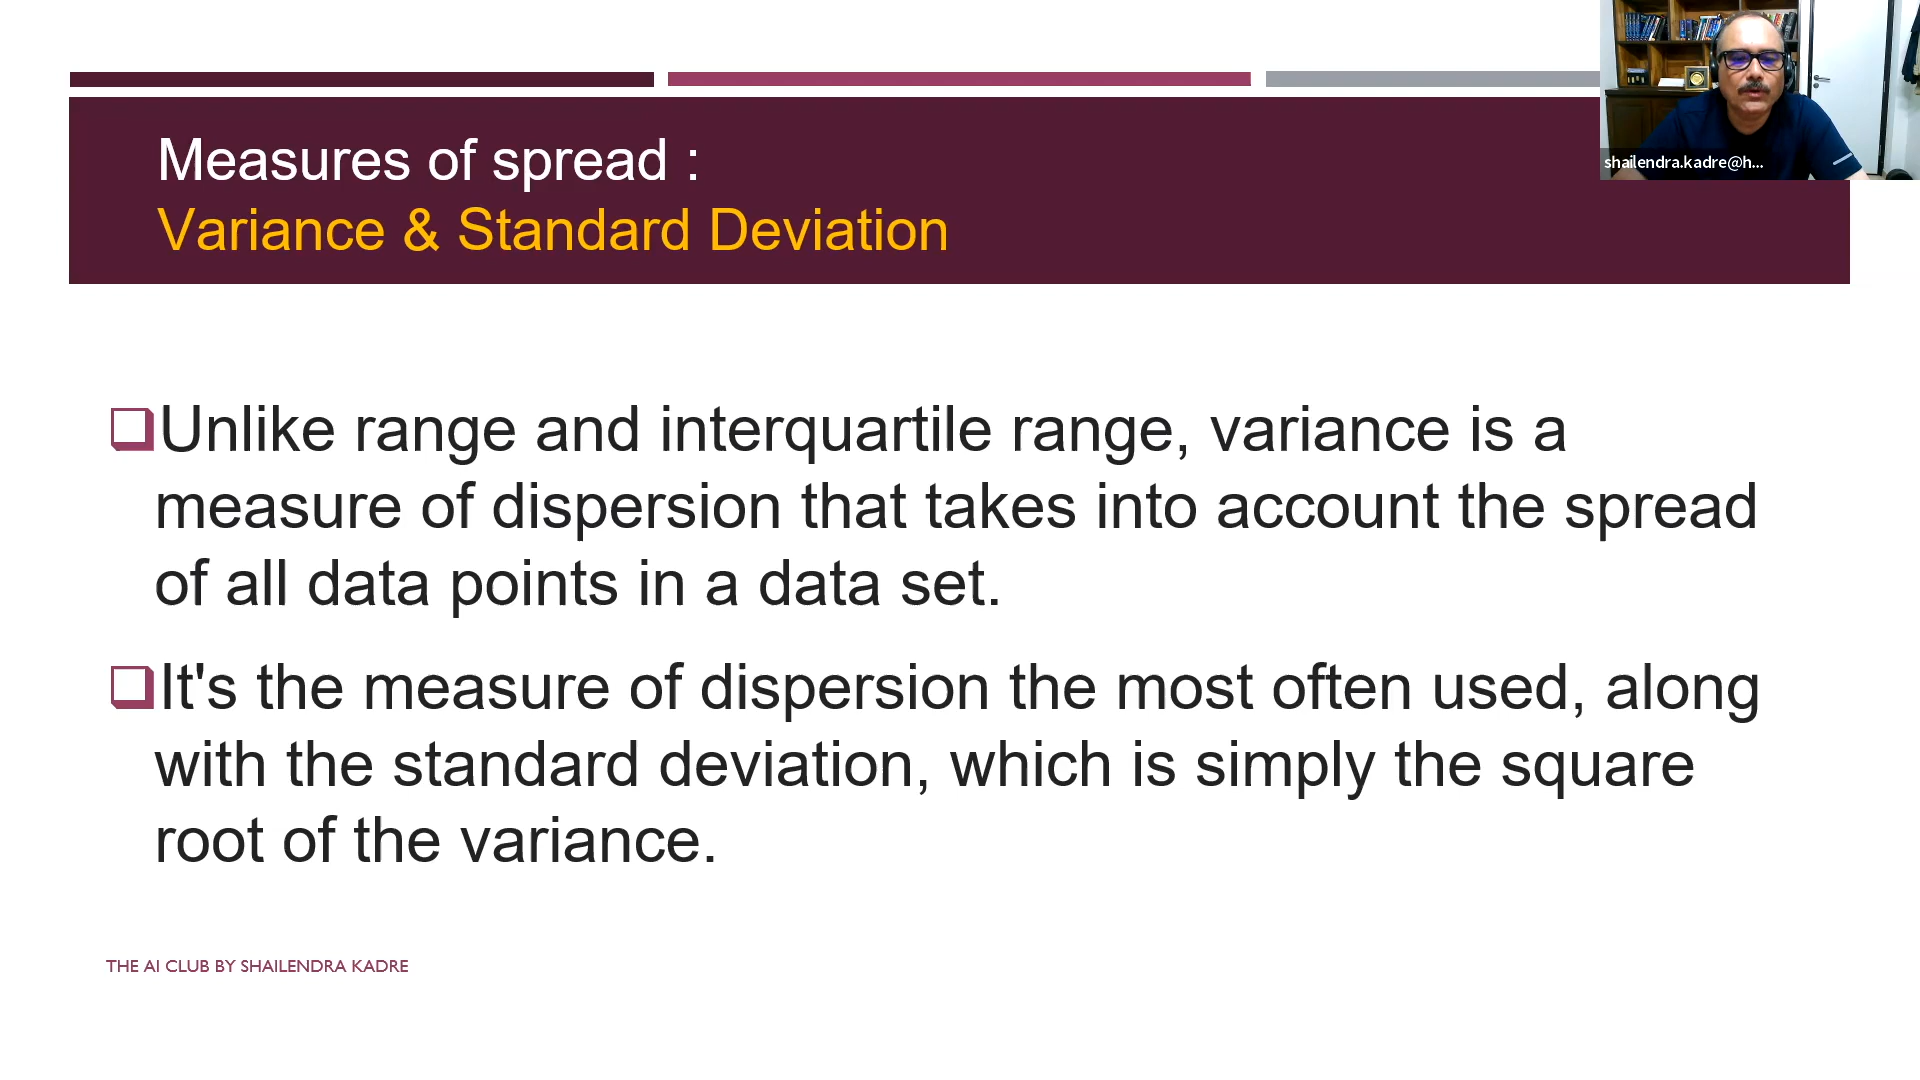 Measures of spread :
Variance & Standard Deviation
shailendra.kadre@h...
Unlike range and interquartile range, variance is a
measure of dispersion that takes into account the spread
of all data points in a data set.
It's the measure of dispersion the most often used, along
with the standard deviation, which is simply the square
root of the variance.
THE AI CLUB BY SHAILENDRA KADRE